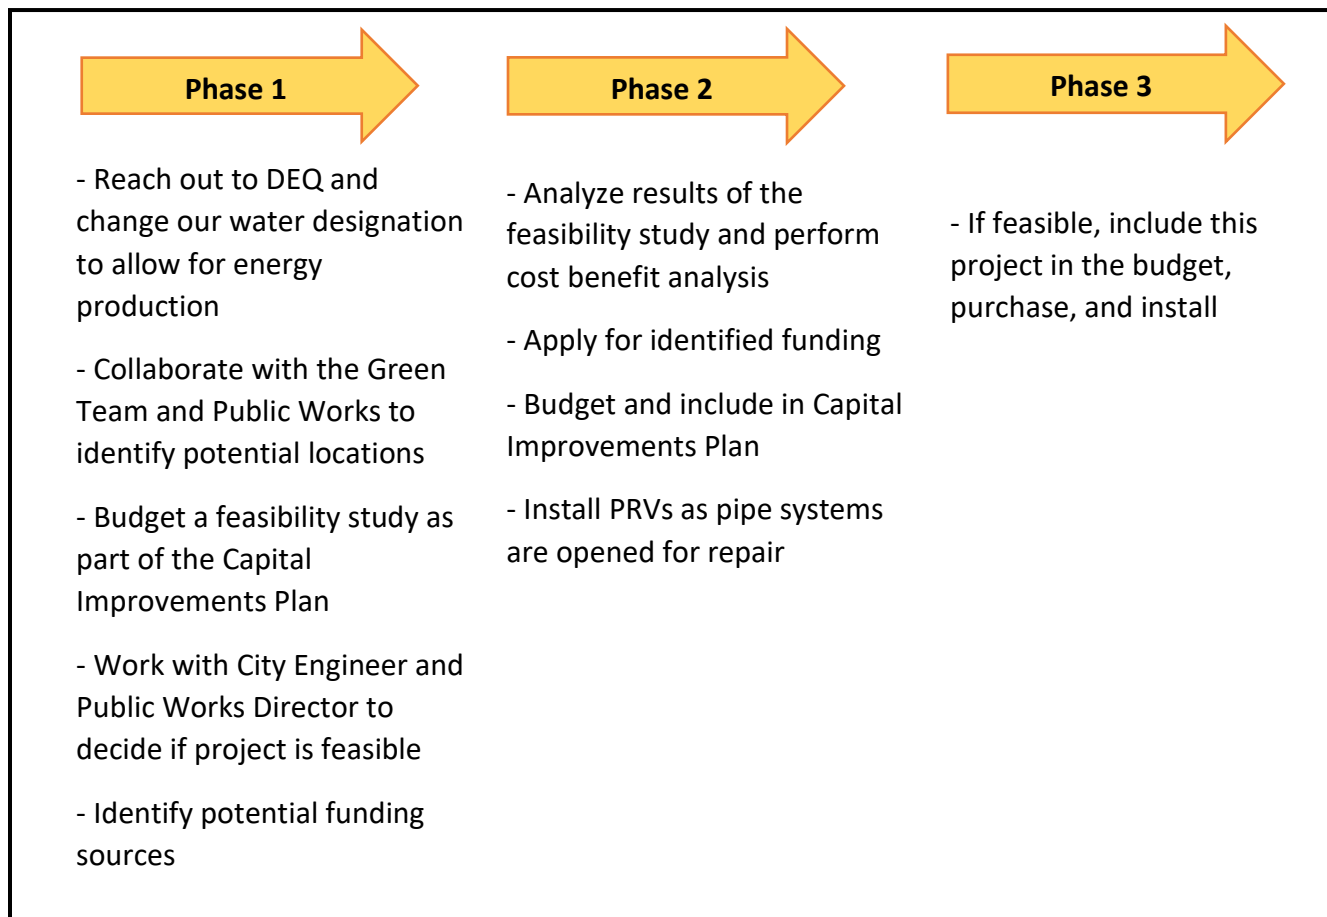 Phase 1
- Reach out to DEQ and
change our water designation
to allow for energy
production
- Collaborate with the Green
Team and Public Works to
identify potential locations
- Budget a feasibility study as
part of the Capital
Improvements Plan
- Work with City Engineer and
Public Works Director to
decide if project is feasible
- Identify potential funding
sources
Phase 2
- Analyze results of the
feasibility study and perform
cost benefit analysis
- Apply for identified funding
- Budget and include in Capital
Improvements Plan
- Install PRVs as pipe systems
are opened for repair
Phase 3
- If feasible, include this
project in the budget,
purchase, and install